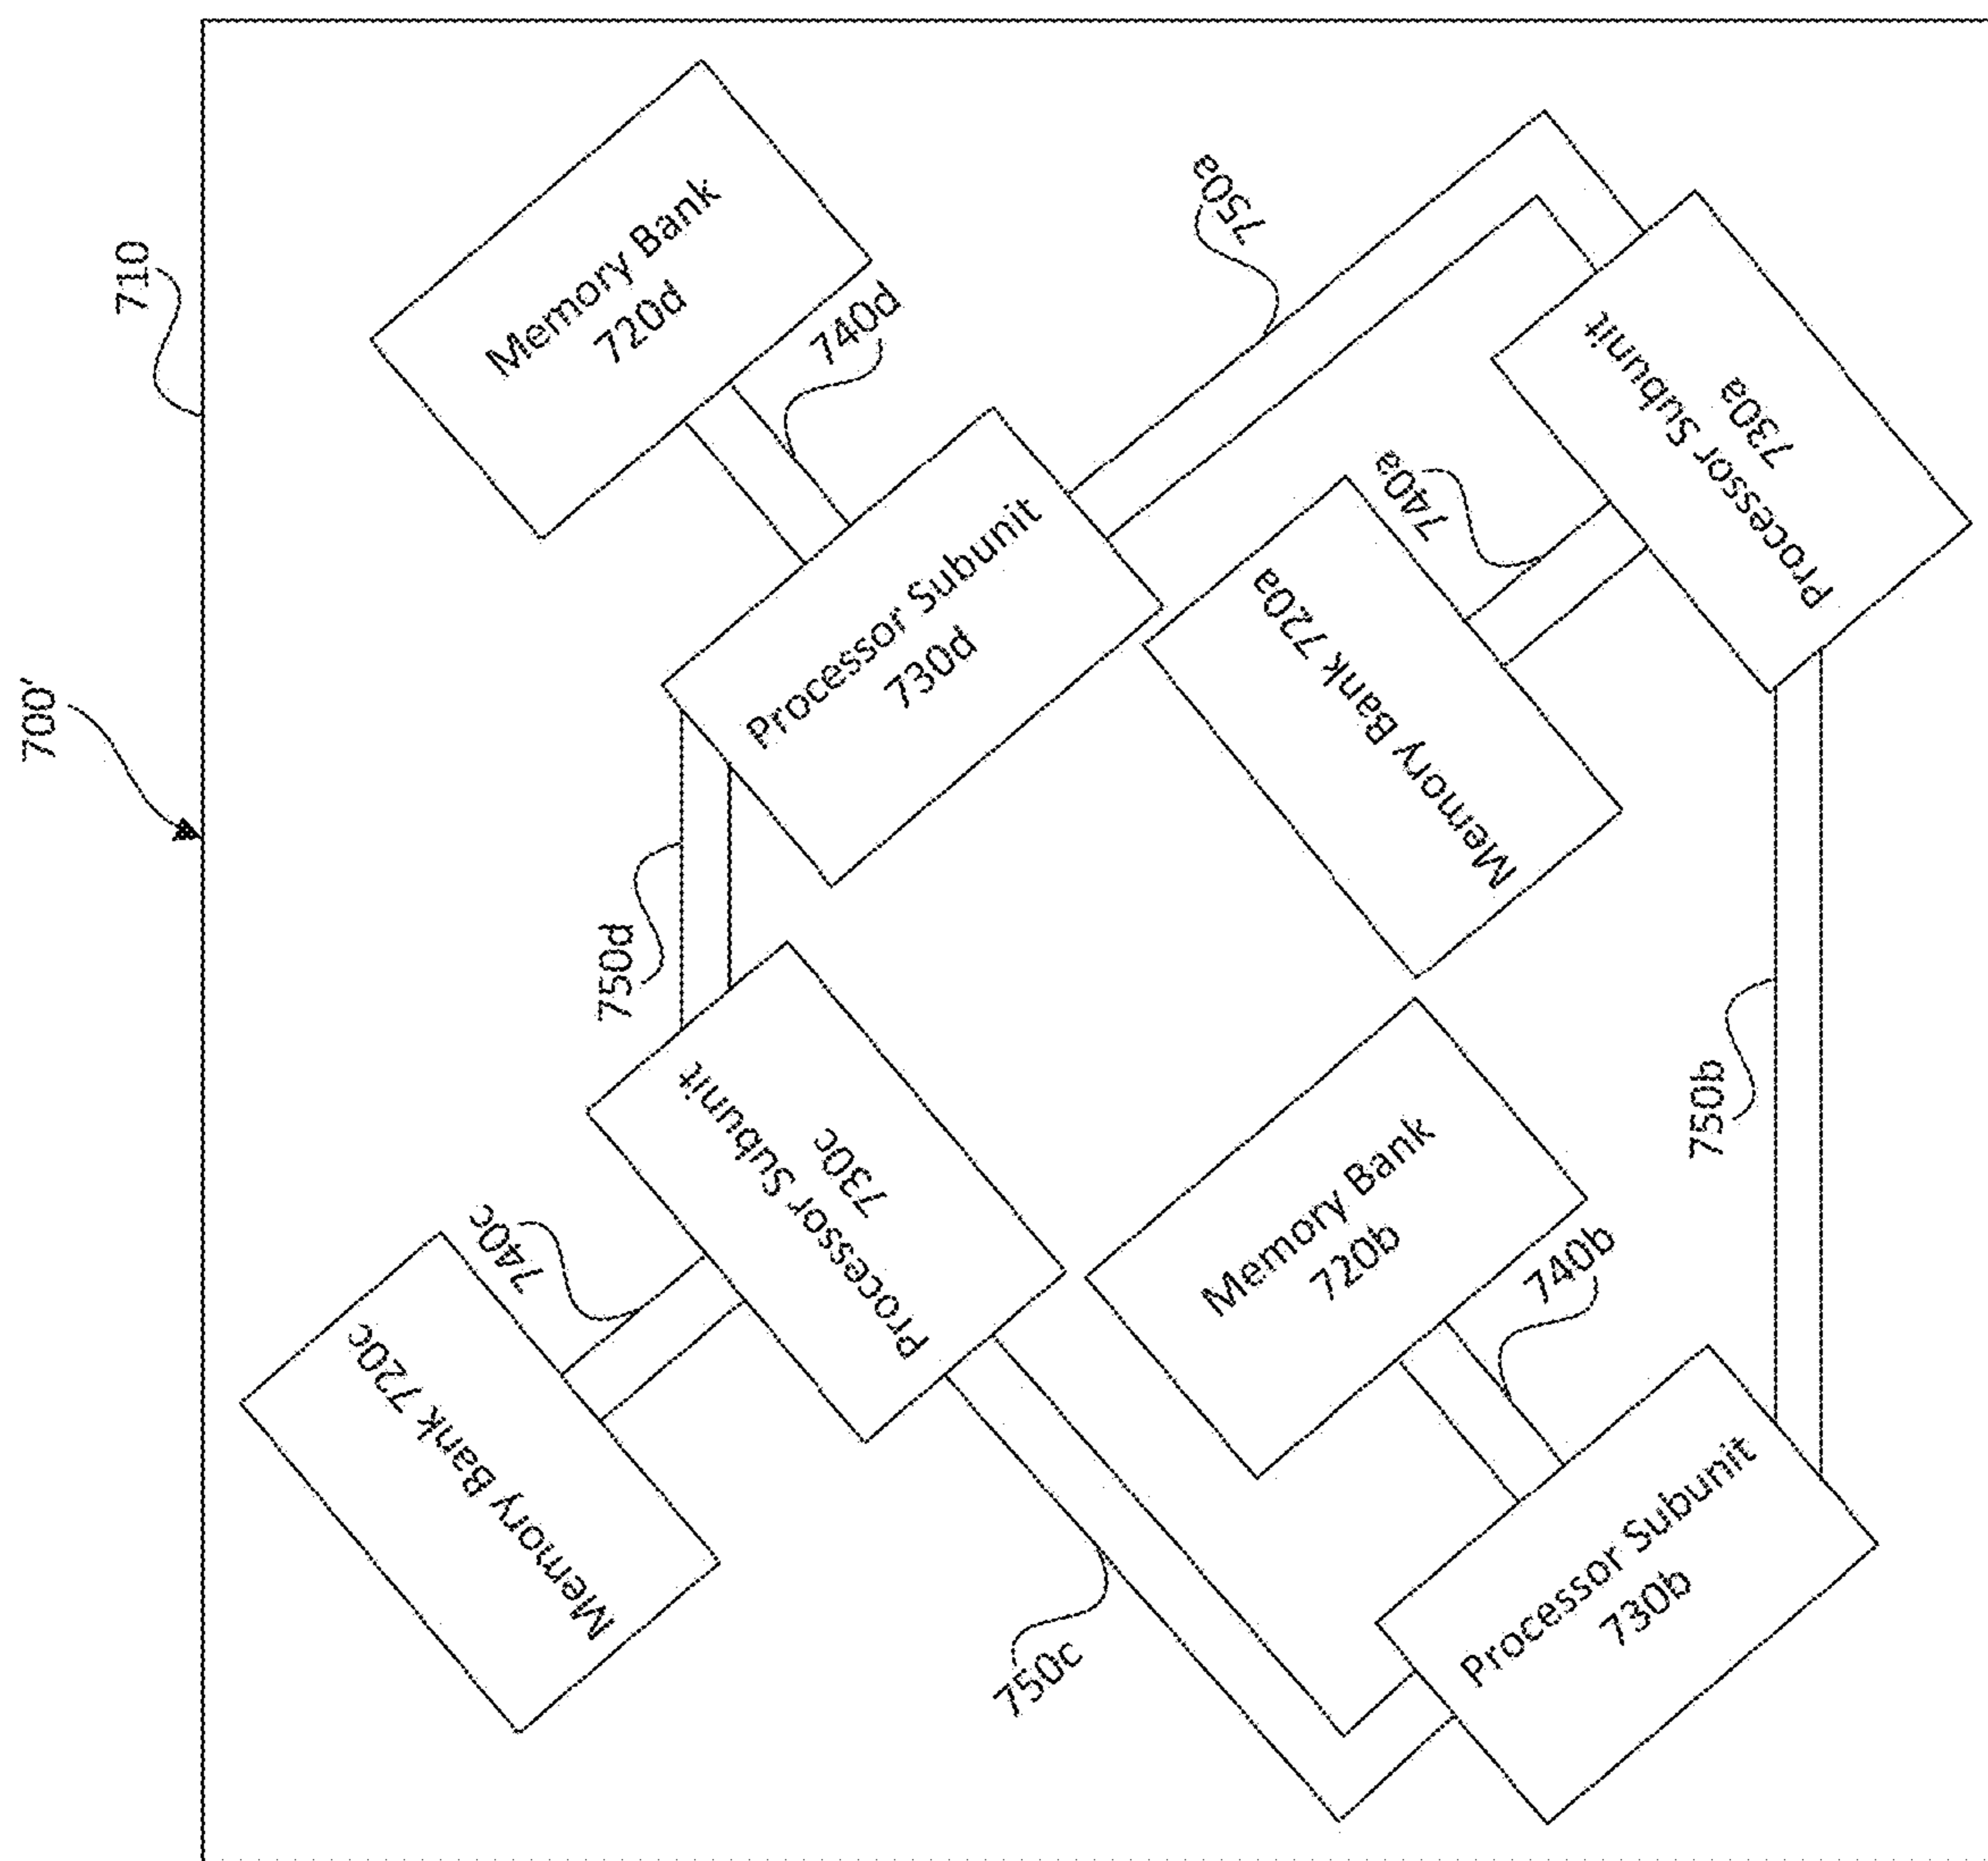 700'
710
Memory Bank
720d
740d
Processor Subunit
730d
750a
Processor Subunit
730a
740a
Memory Bank 720a
750d
750b
Processor Subunit
730c
740c
Memory Bank 720c
Memory Bank
720b
740b
Processor Subunit
730b
750c